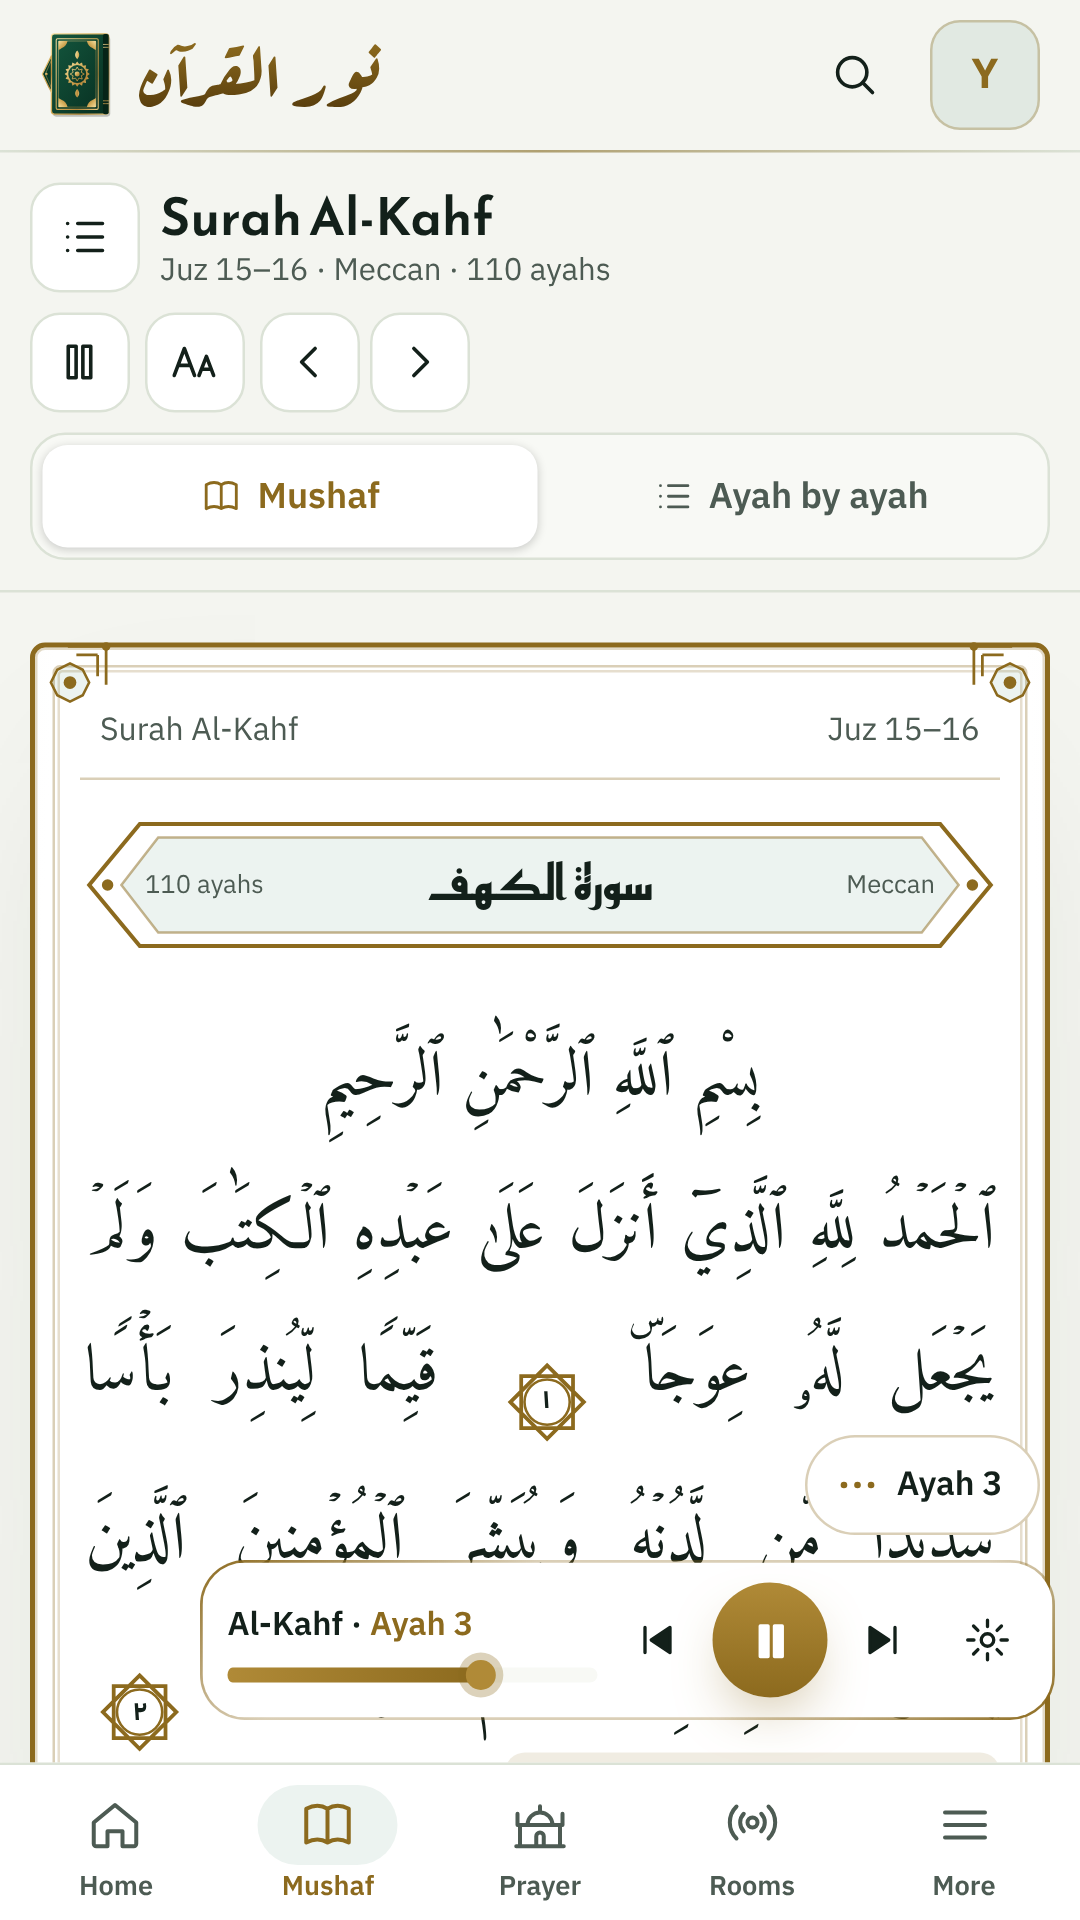 نور القرآن
Y
Surah Al-Kahf
Juz 15–16 · Meccan · 110 ayahs
AA
Mushaf
Ayah by ayah
Surah Al-Kahf
Juz 15–16
110 ayahs
سورة الكهف
Meccan
بِسْمِ ٱللَّهِ ٱلرَّحْمَٰنِ ٱلرَّحِيمِ
ٱلْحَمْدُ لِلَّهِ ٱلَّذِيٓ أَنزَلَ عَلَىٰ عَبْدِهِ ٱلْكِتَٰبَ وَلَمْ
يَجْعَل لَّهُۥ عِوَجَاۜ ١ قَيِّمًا لِّيُنذِرَ بَأْسًا
شَدِيدًا مِّن لَّدُنْهُ وَيُبَشِّرَ ٱلْمُؤْمِنِينَ ٱلَّذِينَ
Ayah 3
Al-Kahf · Ayah 3
٢
Home
Mushaf
Prayer
Rooms
More